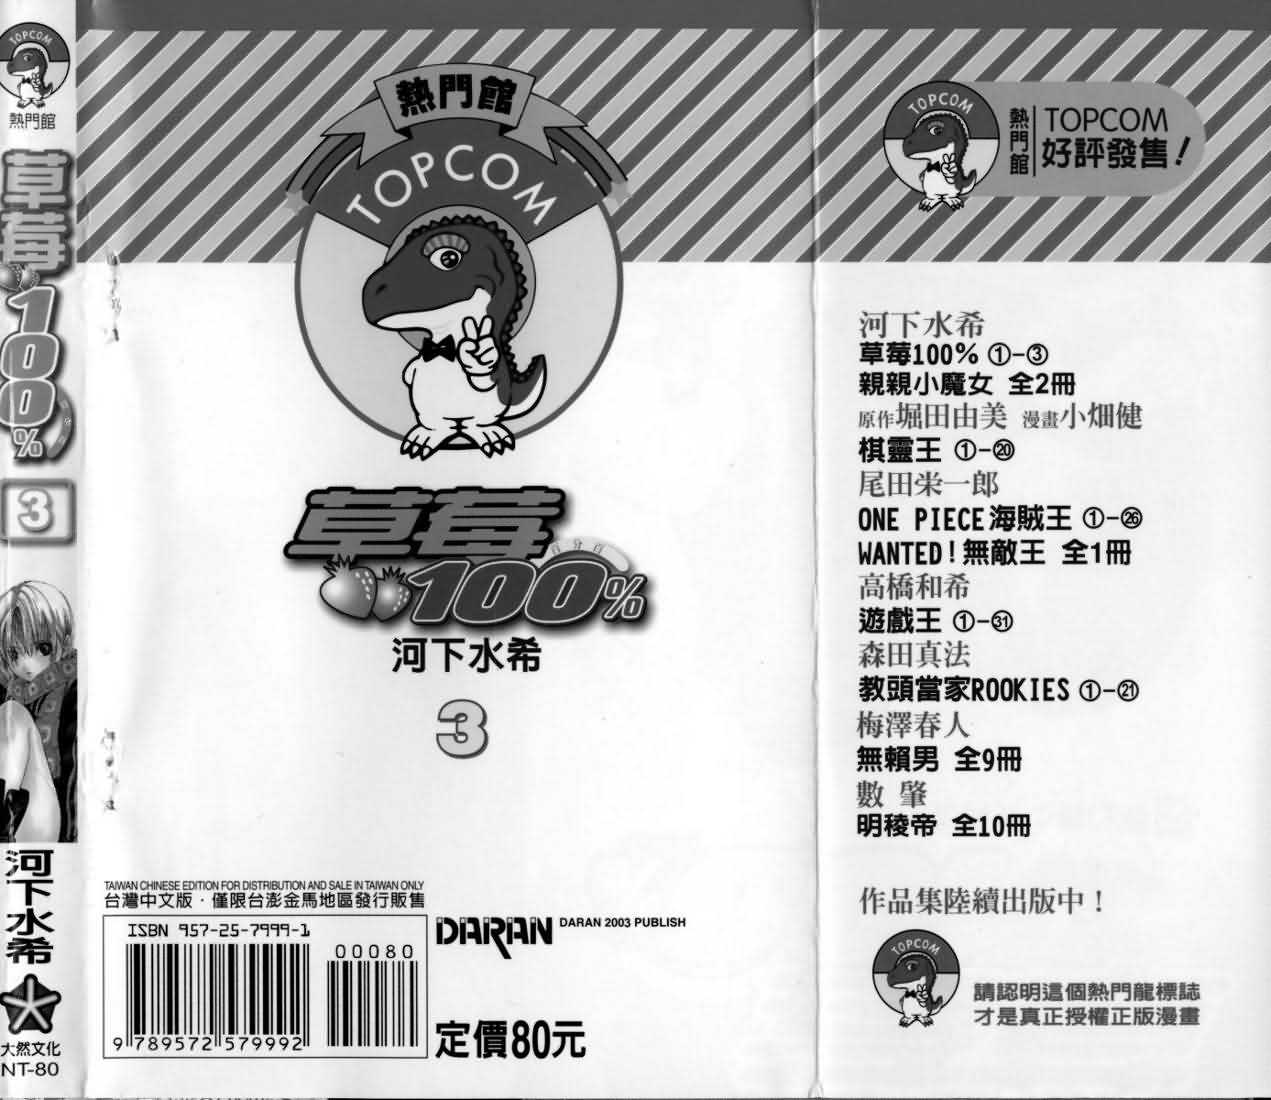 TOPCOM
熱門館
草莓
100%
3
河下水希
大然文化
NT-80
熱門館
TOPCOM
草莓
百分百
100%
河下水希
3
TAIWAN CHINESE EDITION FOR DISTRIBUTION AND SALE IN TAIWAN ONLY
台灣中文版·僅限台澎金馬地區發行販售
ISBN 957-25-7999-1
00080
9 789572 579992
DARAN DARAN 2003 PUBLISH
定價80元
TOPCOM
熱門館
TOPCOM
好評發售！
河下水希
草莓100% ①-③
親親小魔女 全2冊
原作堀田由美 漫畫小畑健
棋靈王 ①-⑳
尾田栄一郎
ONE PIECE海賊王 ①-㉖
WANTED!無敵王 全1冊
高橋和希
遊戲王 ①-㉛
森田真法
教頭當家ROOKIES ①-㉑
梅澤春人
無賴男 全9冊
數 肇
明稜帝 全10冊
作品集陸續出版中！
TOPCOM
請認明這個熱門龍標誌
才是真正授權正版漫畫